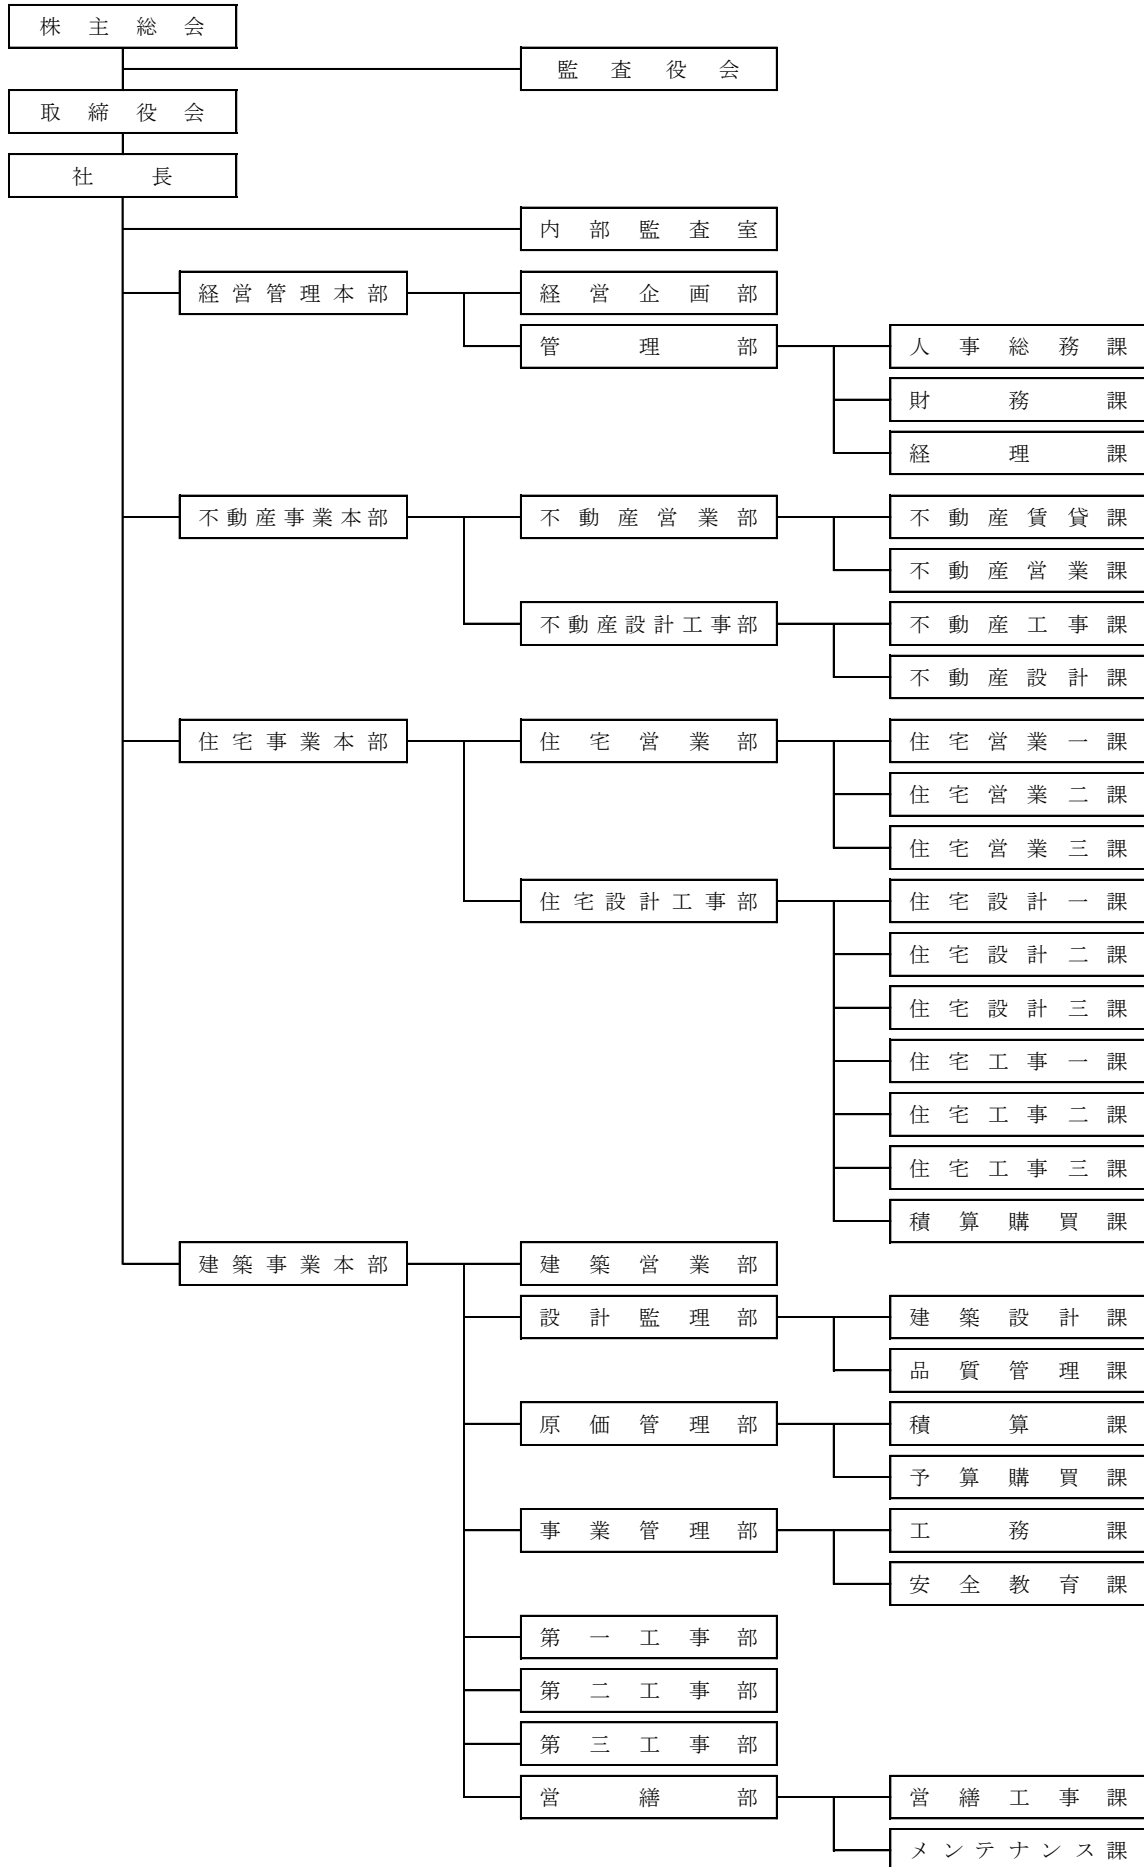 株主総会
監査役会
取締役会
社長
内部監査室
経営管理本部 経営企画部
管理部 人事総務課
財務課
経理課
不動産事業本部 不動産営業部 不動産賃貸課
不動産営業課
不動産設計工事部 不動産工事課
不動産設計課
住宅事業本部 住宅営業部 住宅営業一課
住宅営業二課
住宅営業三課
住宅設計工事部 住宅設計一課
住宅設計二課
住宅設計三課
住宅工事一課
住宅工事二課
住宅工事三課
積算購買課
建築事業本部 建築営業部
設計監理部 建築設計課
品質管理課
原価管理部 積算課
予算購買課
事業管理部 工務課
安全教育課
第一工事部
第二工事部
第三工事部
営繕部 営繕工事課
メンテナンス課